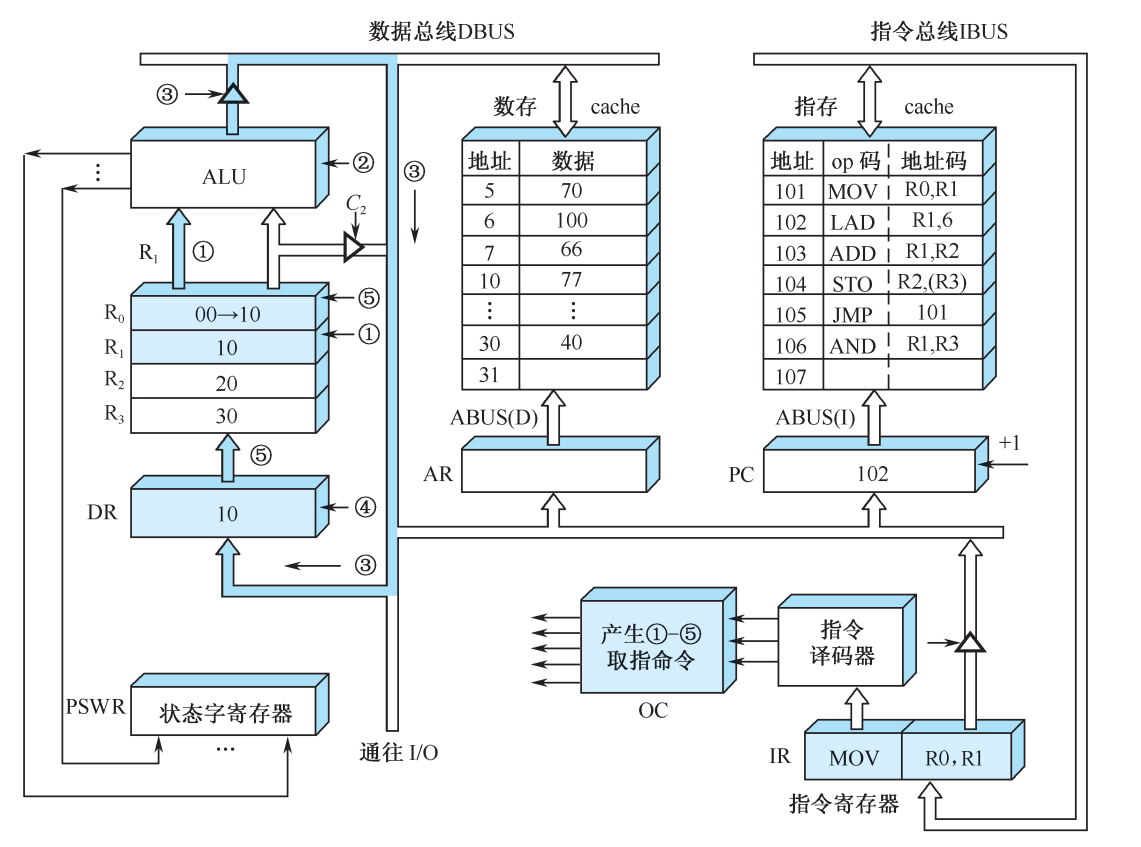 数据总线DBUS
指令总线IBUS
③
数存
cache
指存
cache
ALU
②
③
C₂
R₁
①
地址 数据
5 70
6 100
7 66
10 77
⋮ ⋮
30 40
31
地址 op 码 地址码
101 MOV R0,R1
102 LAD R1,6
103 ADD R1,R2
104 STO R2,(R3)
105 JMP 101
106 AND R1,R3
107
⑤
R₀ 00→10
①
R₁ 10
R₂ 20
R₃ 30
⑤
ABUS(D)
ABUS(I)
AR
PC 102
+1
DR 10
④
③
产生①-⑤
取指命令
OC
指令
译码器
PSWR 状态字寄存器
…
通往 I/O
IR MOV R0，R1
指令寄存器